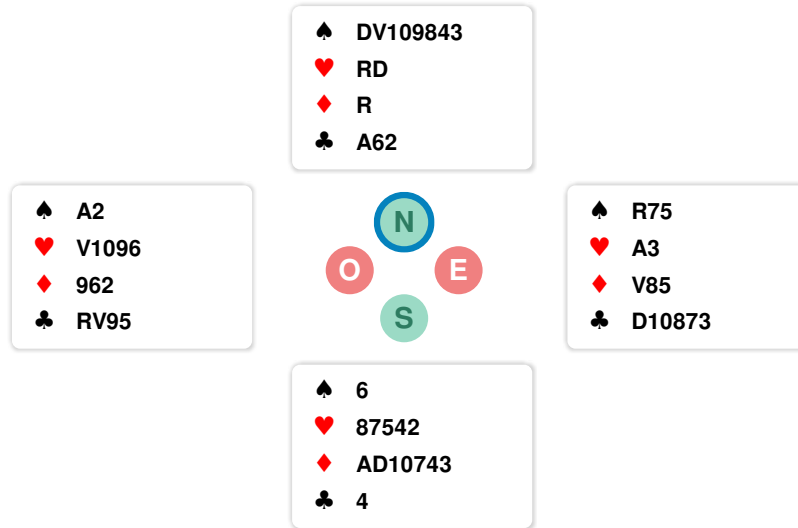 ♠ DV109843
♥ RD
♦ R
♣ A62
♠ A2
♥ V1096
♦ 962
♣ RV95
N
O
E
S
♠ R75
♥ A3
♦ V85
♣ D10873
♠ 6
♥ 87542
♦ AD10743
♣ 4